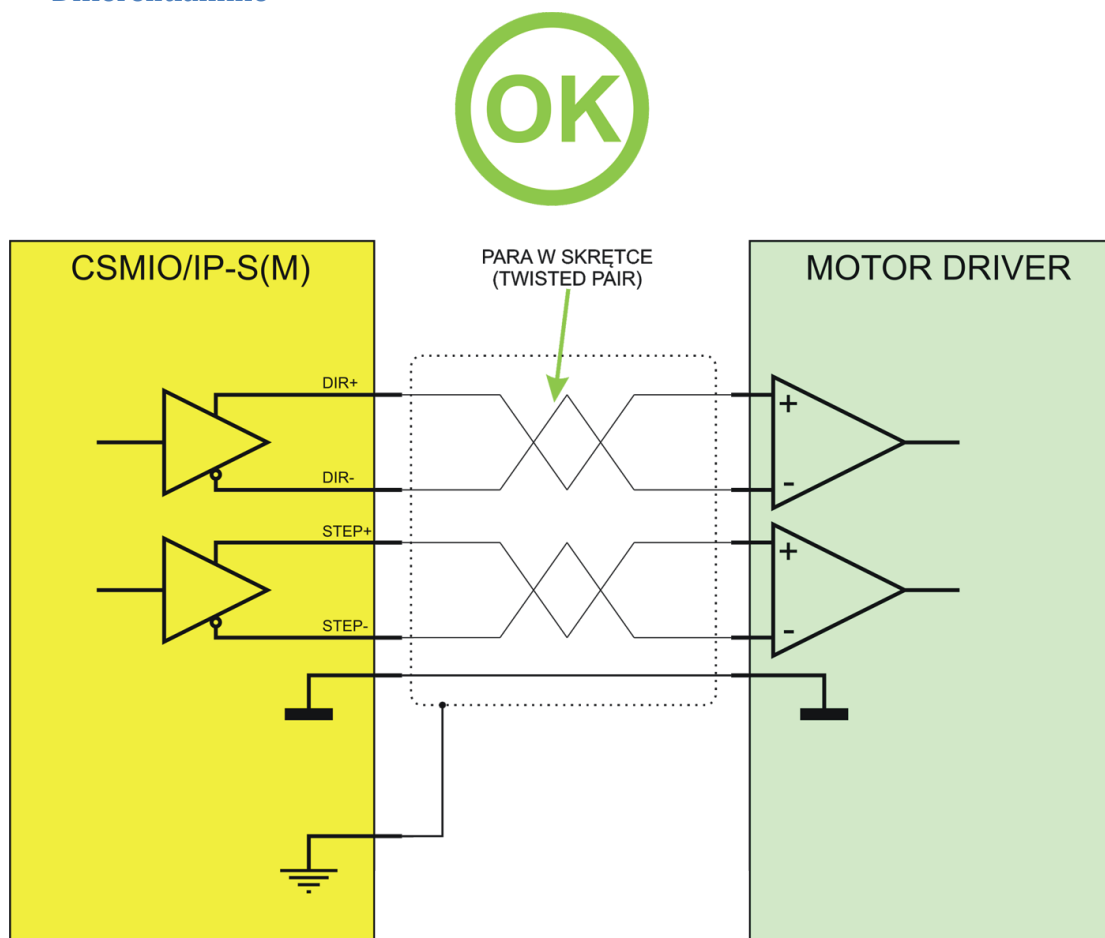 OK
CSMIO/IP-S(M)
PARA W SKRĘTCE
(TWISTED PAIR)
MOTOR DRIVER
DIR+
+
DIR-
-
STEP+
+
STEP-
-